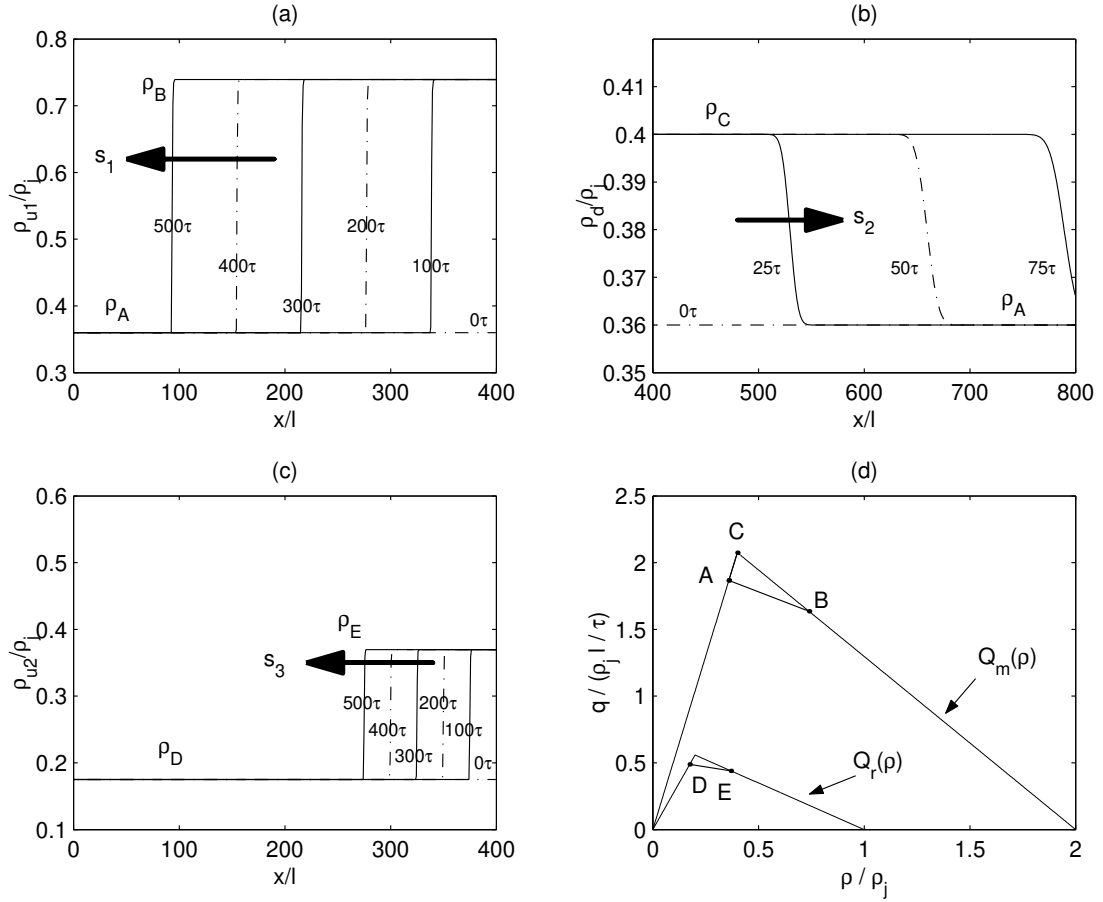 (a)
0.8
0.7
0.6
0.5
0.4
0.3
ρ_{u1}/ρ_j
ρ_B
s_1
500τ
400τ
300τ
200τ
100τ
ρ_A
0τ
0 100 200 300 400
x/l
(b)
0.41
0.4
0.39
0.38
0.37
0.36
0.35
ρ_d/ρ_j
ρ_C
s_2
25τ
50τ
75τ
0τ
ρ_A
400 500 600 700 800
x/l
(c)
0.6
0.5
0.4
0.3
0.2
0.1
ρ_{u2}/ρ_j
ρ_E
s_3
500τ
400τ
300τ
200τ
100τ
ρ_D
0τ
0 100 200 300 400
x/l
(d)
2.5
2
1.5
1
0.5
0
q / (ρ_j l / τ)
C
A
B
Q_m(ρ)
D
E
Q_r(ρ)
0 0.5 1 1.5 2
ρ / ρ_j